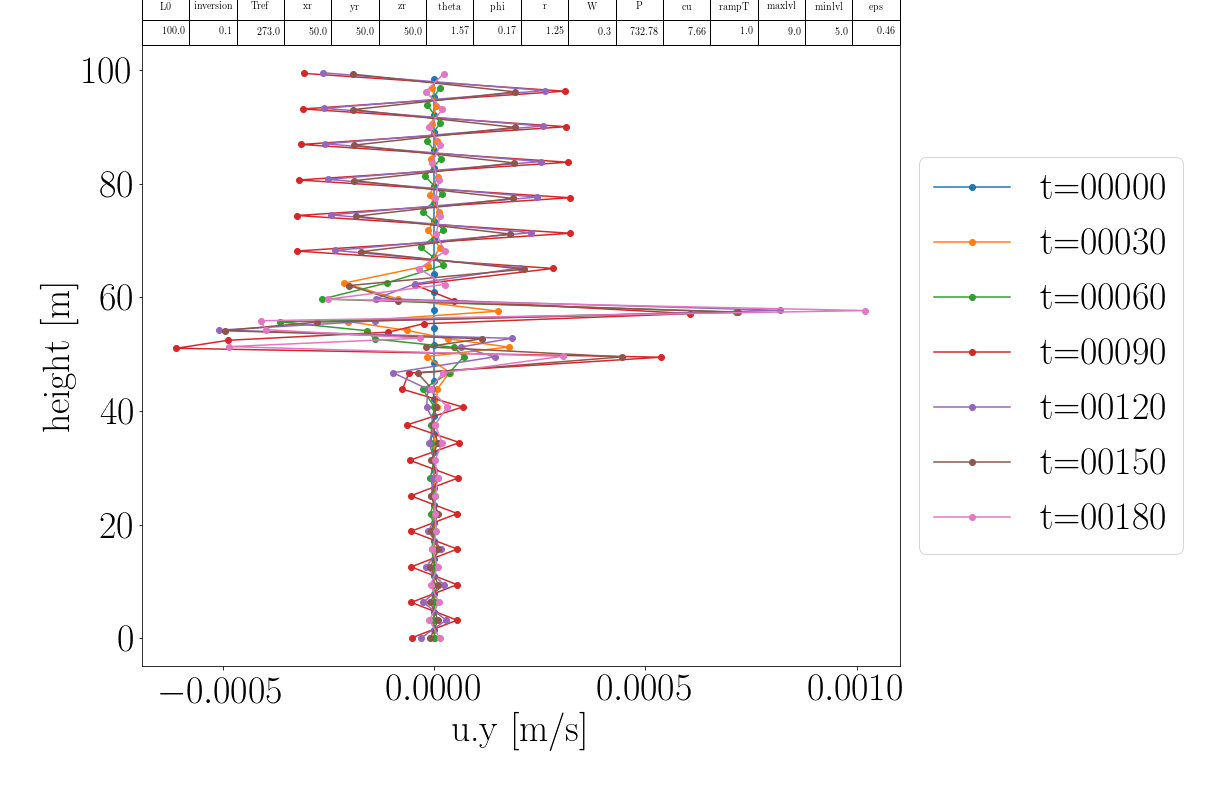 L0 inversion Tref xr yr zr theta phi r W P cu rampT maxlvl minlvl eps
100.0 0.1 273.0 50.0 50.0 50.0 1.57 0.17 1.25 0.3 732.78 7.66 1.0 9.0 5.0 0.46
100
80
60
40
20
0
height [m]
−0.0005 0.0000 0.0005 0.0010
u.y [m/s]
t=00000
t=00030
t=00060
t=00090
t=00120
t=00150
t=00180